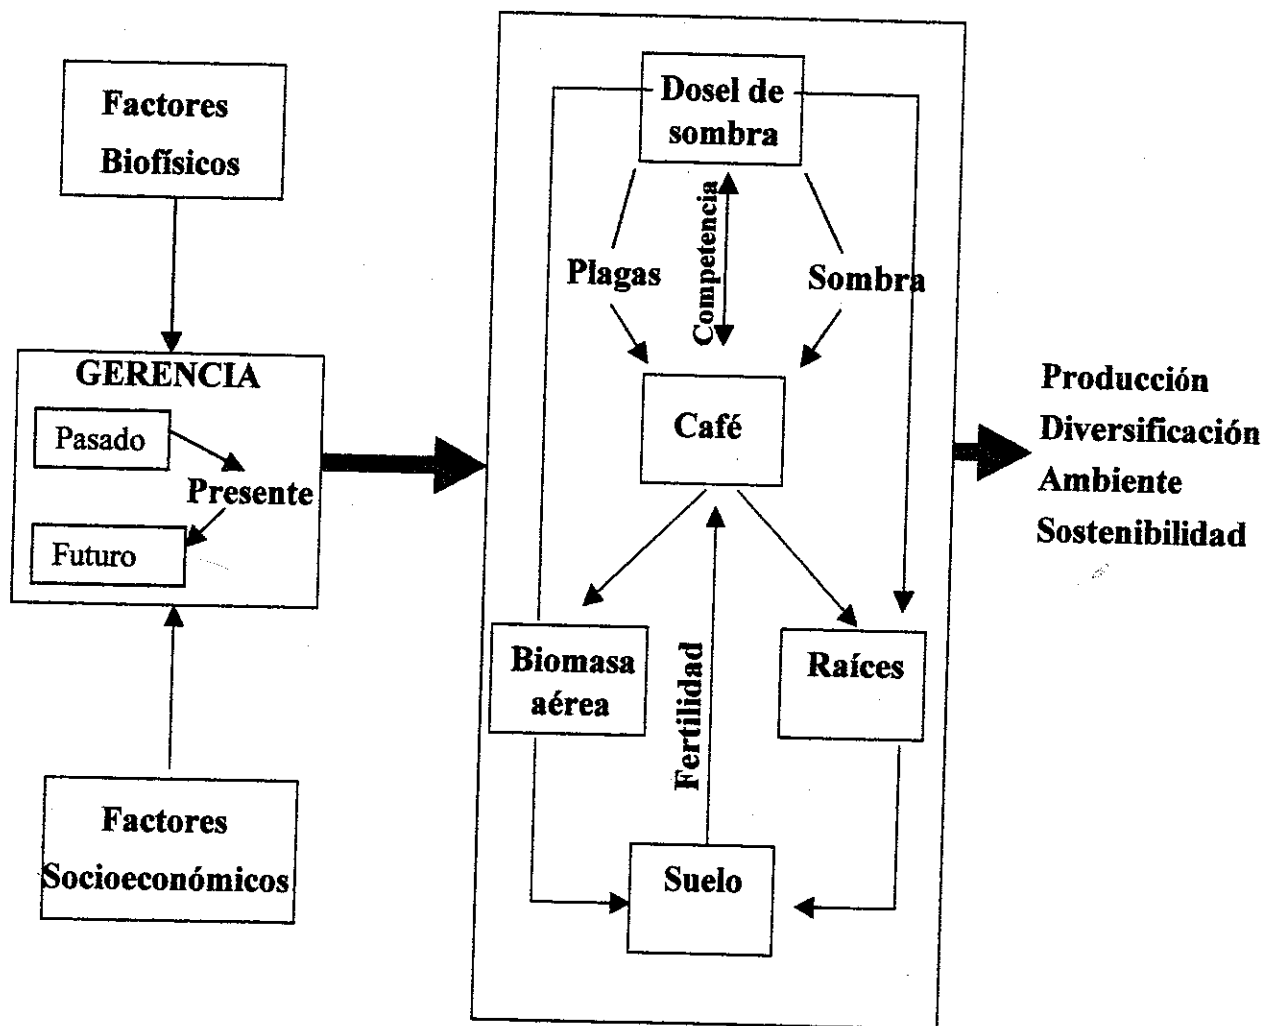 Factores
Biofísicos
GERENCIA
Pasado
Presente
Futuro
Factores
Socioeconómicos
Dosel de
sombra
Plagas
Competencia
Sombra
Café
Biomasa
aérea
Fertilidad
Raíces
Suelo
Producción
Diversificación
Ambiente
Sostenibilidad